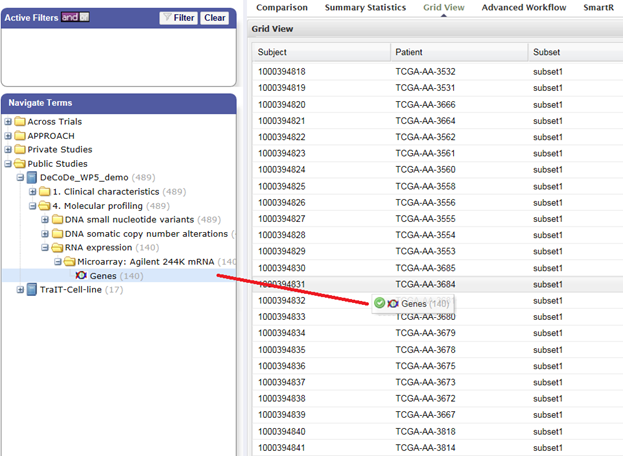 Active Filters and or Filter Clear
Navigate Terms
Across Trials
APPROACH
Private Studies
Public Studies
DeCoDe_WP5_demo (489)
1. Clinical characteristics (489)
4. Molecular profiling (489)
DNA small nucleotide variants (489)
DNA somatic copy number alterations (
RNA expression (140)
Microarray: Agilent 244K mRNA (140
Genes (140)
TraIT-Cell-line (17)
Comparison Summary Statistics Grid View Advanced Workflow SmartR
Grid View
Subject Patient Subset
1000394818 TCGA-AA-3532 subset1
1000394819 TCGA-AA-3531 subset1
1000394820 TCGA-AA-3666 subset1
1000394821 TCGA-AA-3664 subset1
1000394822 TCGA-AA-3562 subset1
1000394823 TCGA-AA-3561 subset1
1000394824 TCGA-AA-3560 subset1
1000394825 TCGA-AA-3558 subset1
1000394826 TCGA-AA-3556 subset1
1000394827 TCGA-AA-3555 subset1
1000394828 TCGA-AA-3554 subset1
1000394829 TCGA-AA-3553 subset1
1000394830 TCGA-AA-3685 subset1
1000394831 TCGA-AA-3684 subset1
1000394832 Genes (140) subset1
1000394833 TCGA-AA-3680 subset1
1000394834 TCGA-AA-3679 subset1
1000394835 TCGA-AA-3678 subset1
1000394836 TCGA-AA-3675 subset1
1000394837 TCGA-AA-3673 subset1
1000394838 TCGA-AA-3672 subset1
1000394839 TCGA-AA-3667 subset1
1000394840 TCGA-AA-3818 subset1
1000394841 TCGA-AA-3814 subset1